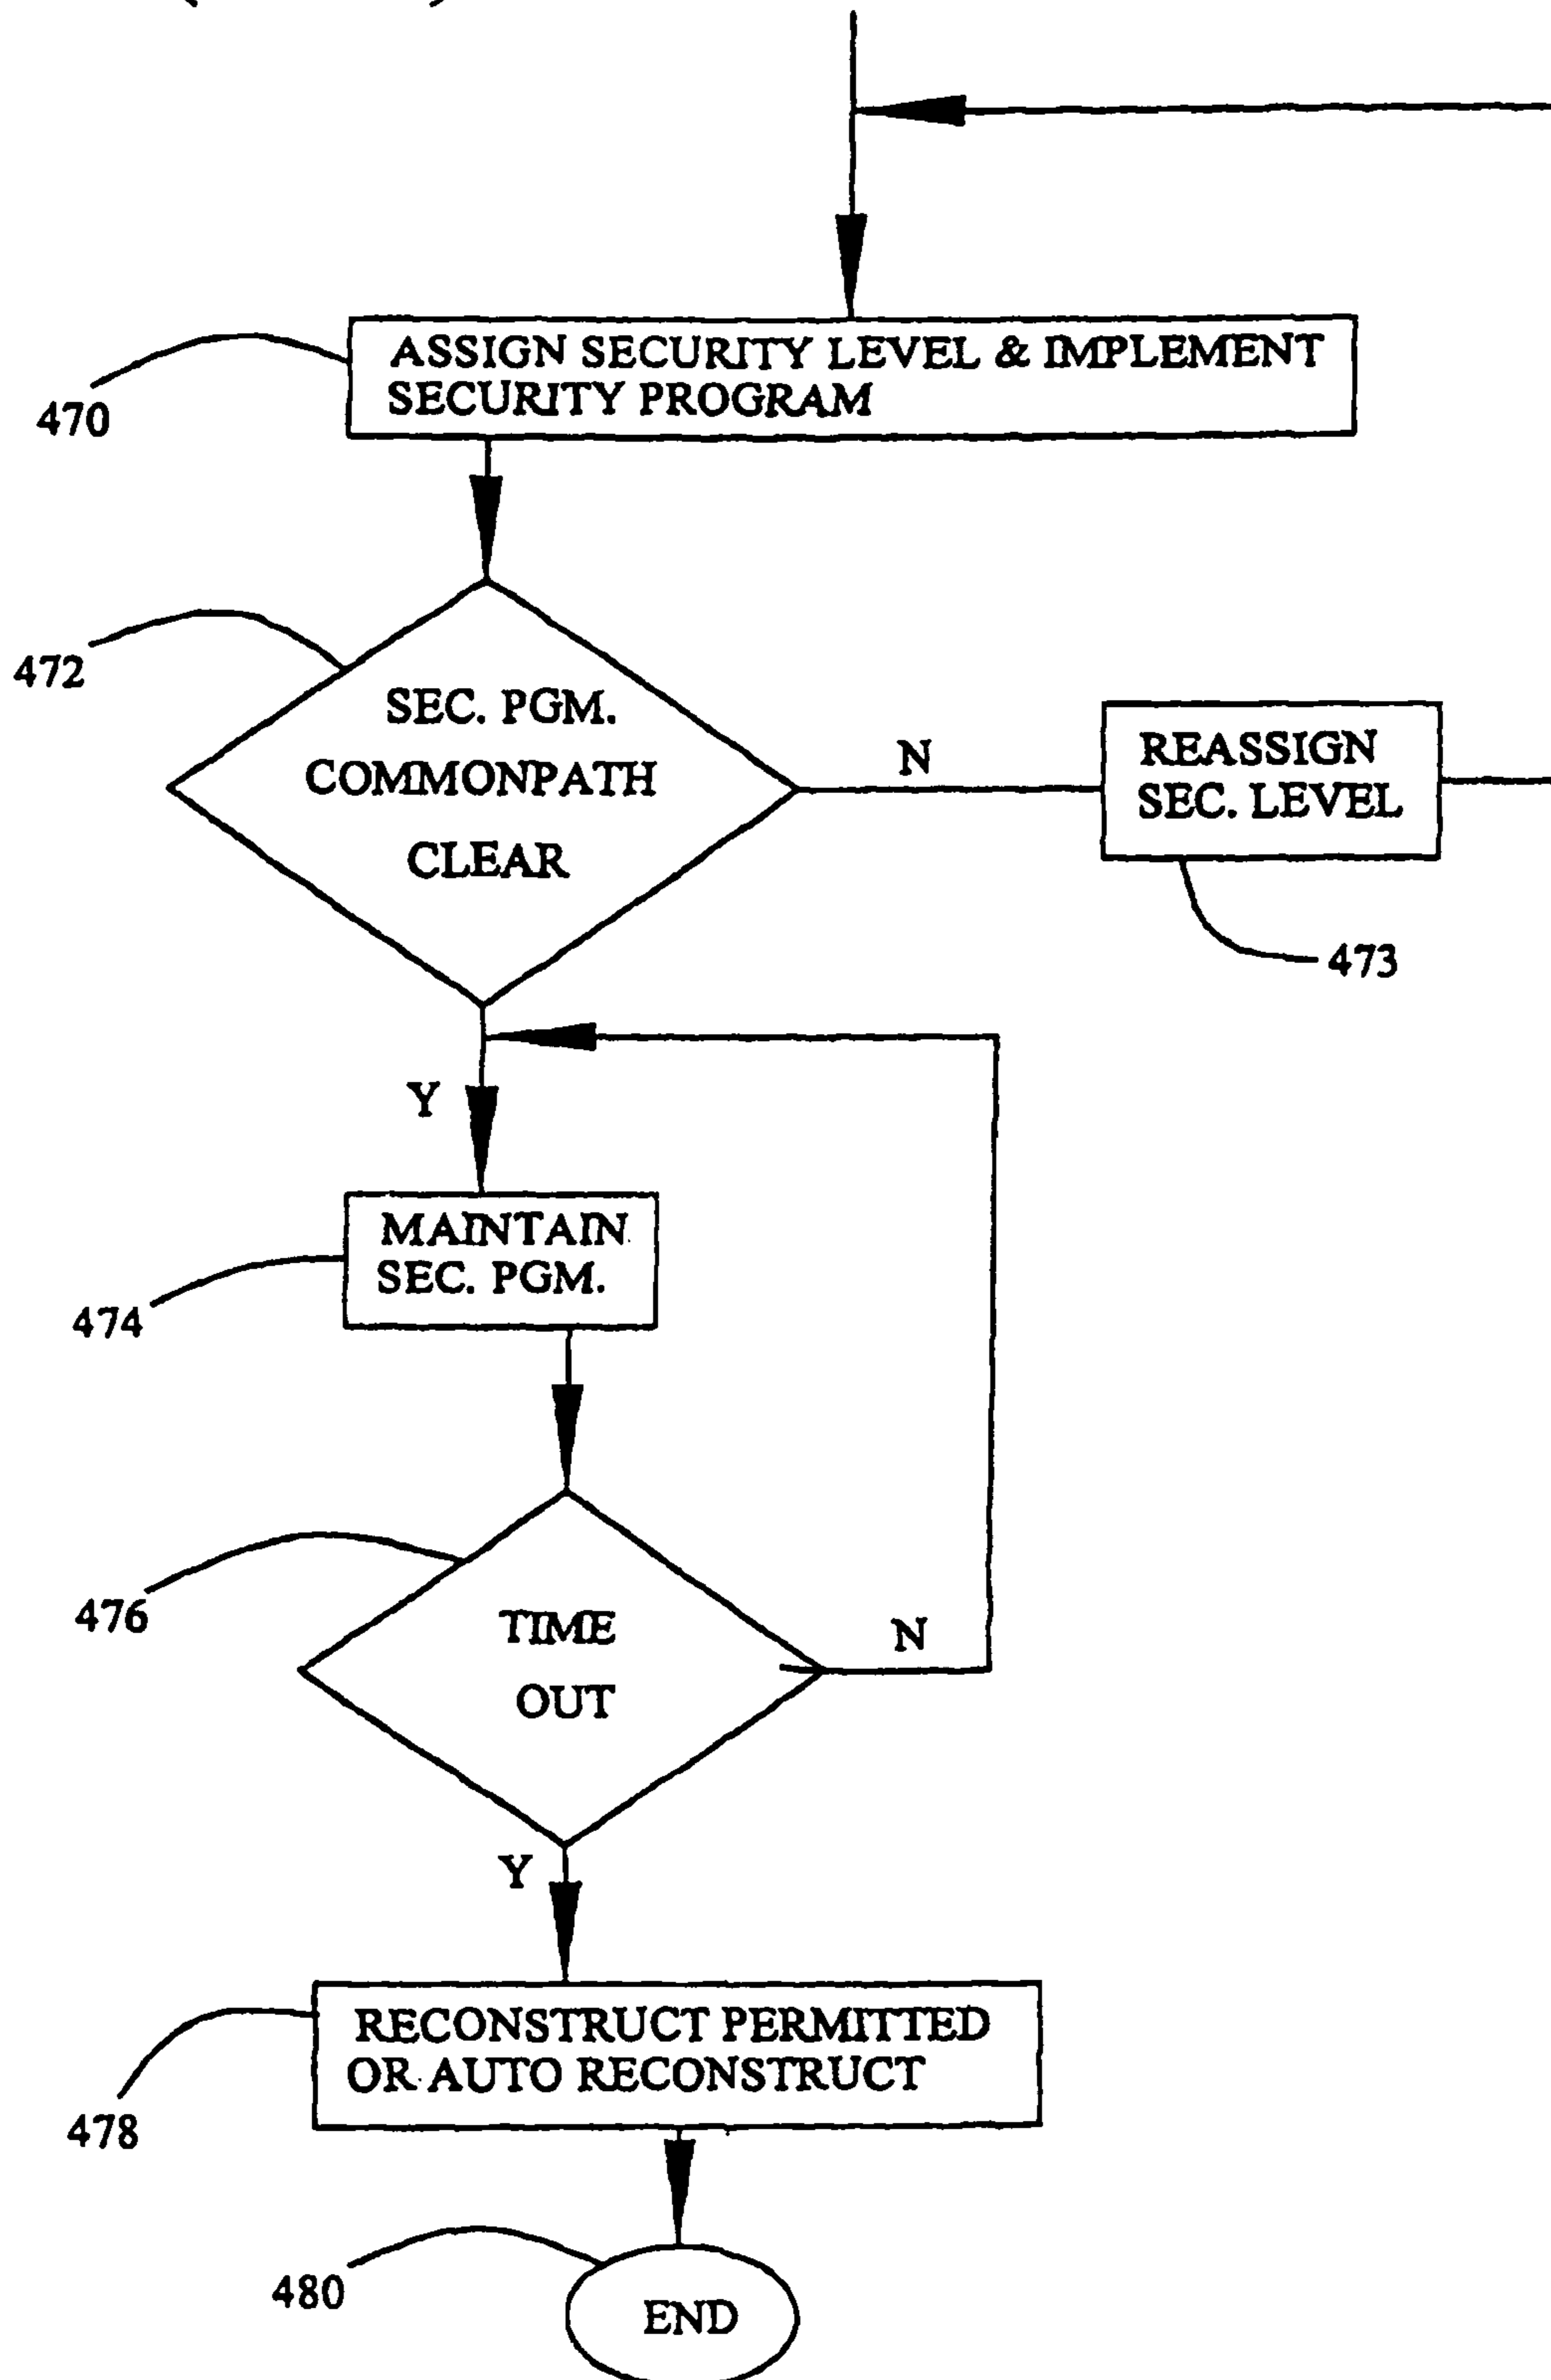 ASSIGN SECURITY LEVEL & IMPLEMENT
SECURITY PROGRAM
470
472
SEC. PGM.
COMMONPATH
CLEAR
N
REASSIGN
SEC. LEVEL
473
Y
MAINTAIN
SEC. PGM.
474
476
TIME
OUT
N
Y
RECONSTRUCT PERMITTED
OR AUTO RECONSTRUCT
478
480
END